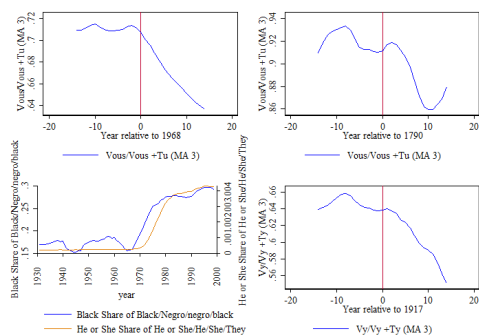 Vous/Vous +Tu (MA 3)
.64 .66 .68 .7 .72
-20 -10 0 10 20
Year relative to 1968
Vous/Vous +Tu (MA 3)
Vous/Vous +Tu (MA 3)
.86 .88 .9 .92 .94
-20 -10 0 10 20
Year relative to 1790
Vous/Vous +Tu (MA 3)
Black Share of Black/Negro/negro/black
.15 .2 .25 .3
He or She Share of He or She/He/She/They
0 .001.002.003.004
1930 1940 1950 1960 1970 1980 1990 2000
year
Black Share of Black/Negro/negro/black
He or She Share of He or She/He/She/They
Vy/Vy +Ty (MA 3)
.56 .58 .6 .62 .64 .66
-20 -10 0 10 20
Year relative to 1917
Vy/Vy +Ty (MA 3)